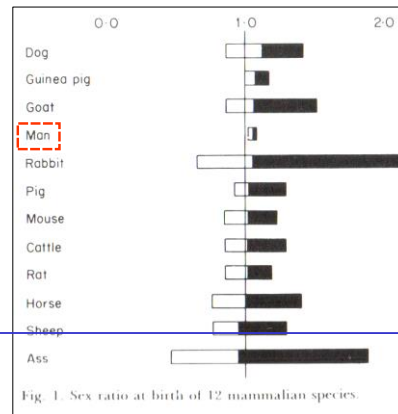 0·0 1·0 2·0
Dog
Guinea pig
Goat
Man
Rabbit
Pig
Mouse
Cattle
Rat
Horse
Sheep
Ass
Fig. 1. Sex ratio at birth of 12 mammalian species.